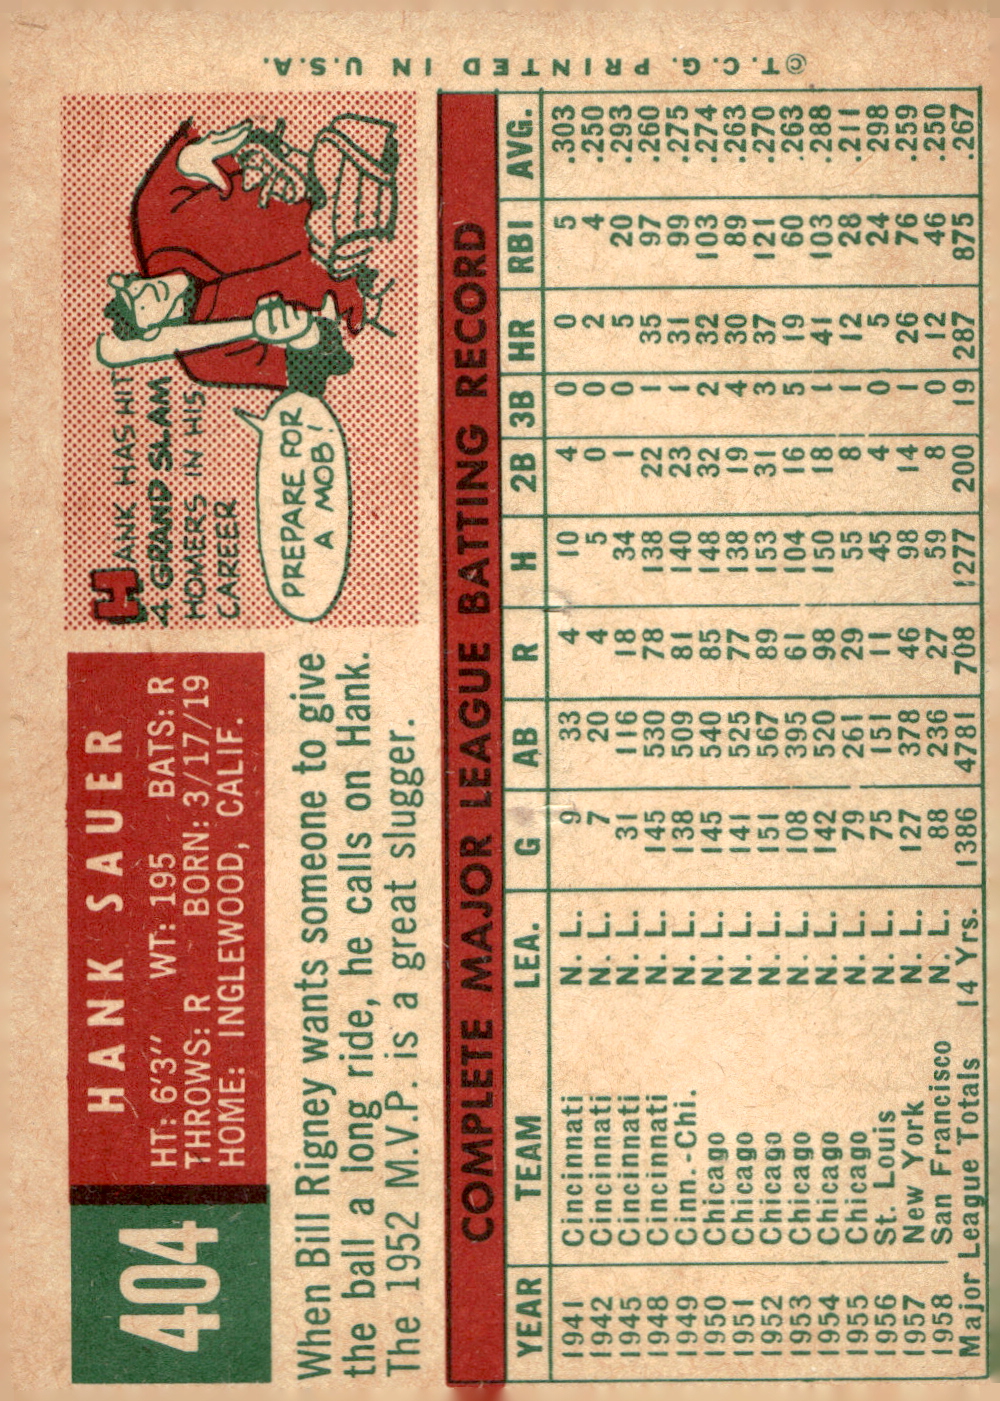 404
HANK SAUER
HT: 6'3" WT: 195 BATS: R
THROWS: R BORN: 3/17/19
HOME: INGLEWOOD, CALIF.
When Bill Rigney wants someone to give
the ball a long ride, he calls on Hank.
The 1952 M.V.P. is a great slugger.
HANK HAS HIT
4 GRAND SLAM
HOMERS IN HIS
CAREER
PREPARE FOR
A MOB!
COMPLETE MAJOR LEAGUE BATTING RECORD
YEAR TEAM LEA. G AB R H 2B 3B HR RBI AVG.
1941 Cincinnati N. L. 9 33 4 10 4 0 0 5 .303
1942 Cincinnati N. L. 7 20 4 5 0 0 2 4 .250
1945 Cincinnati N. L. 31 116 18 34 1 0 5 20 .293
1948 Cincinnati N. L. 145 530 78 138 22 1 35 97 .260
1949 Cinn.-Chi. N. L. 138 509 81 140 23 1 31 99 .275
1950 Chicago N. L. 145 540 85 148 32 2 32 103 .274
1951 Chicago N. L. 141 525 77 138 19 4 30 89 .263
1952 Chicago N. L. 151 567 89 153 31 3 37 121 .270
1953 Chicago N. L. 108 395 61 104 16 5 19 60 .263
1954 Chicago N. L. 142 520 98 150 18 1 41 103 .288
1955 Chicago N. L. 79 261 29 55 8 1 12 28 .211
1956 St. Louis N. L. 75 151 11 45 4 0 5 24 .298
1957 New York N. L. 127 378 46 98 14 1 26 76 .259
1958 San Francisco N. L. 88 236 27 59 8 0 12 46 .250
Major League Totals 14 Yrs. 1386 4781 708 1277 200 19 287 875 .267
© T. C. G. PRINTED IN U. S. A.